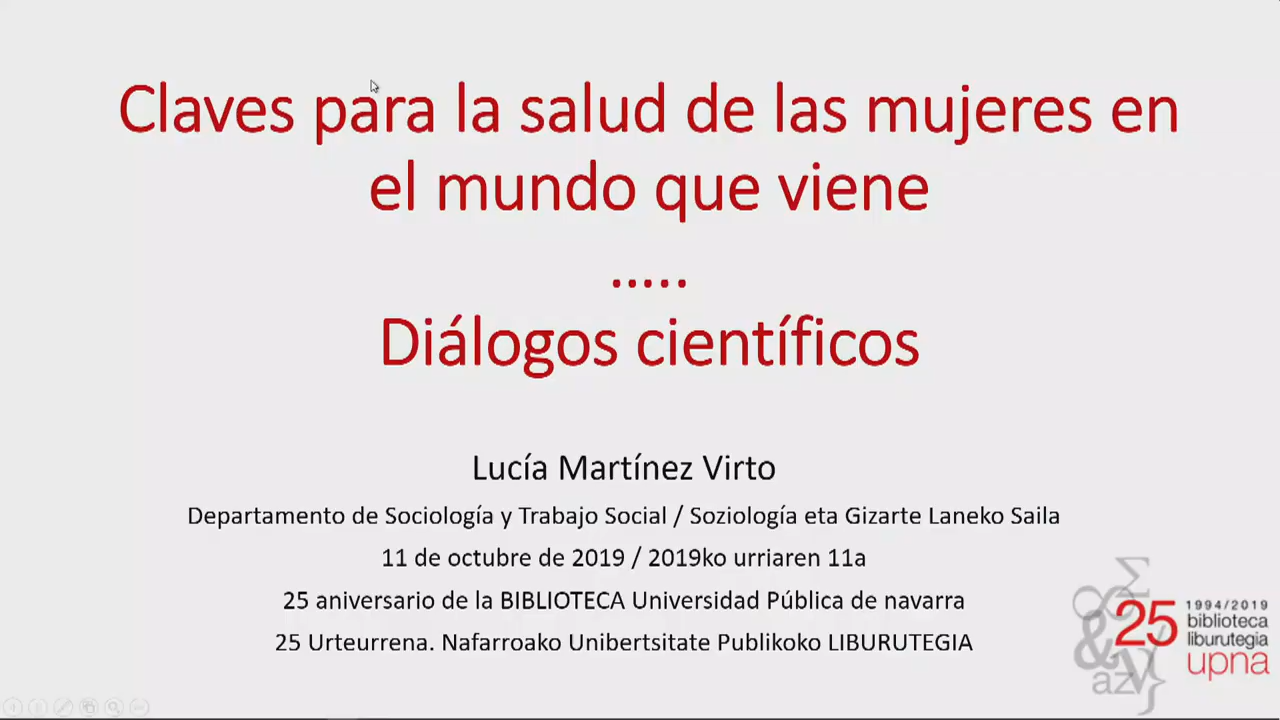 Claves para la salud de las mujeres en
el mundo que viene
.....
Diálogos científicos
Lucía Martínez Virto
Departamento de Sociología y Trabajo Social / Soziología eta Gizarte Laneko Saila
11 de octubre de 2019 / 2019ko urriaren 11a
25 aniversario de la BIBLIOTECA Universidad Pública de navarra
25 Urteurrena. Nafarroako Unibertsitate Publikoko LIBURUTEGIA
25
1994/2019
biblioteca
liburutegia
upna
&
az